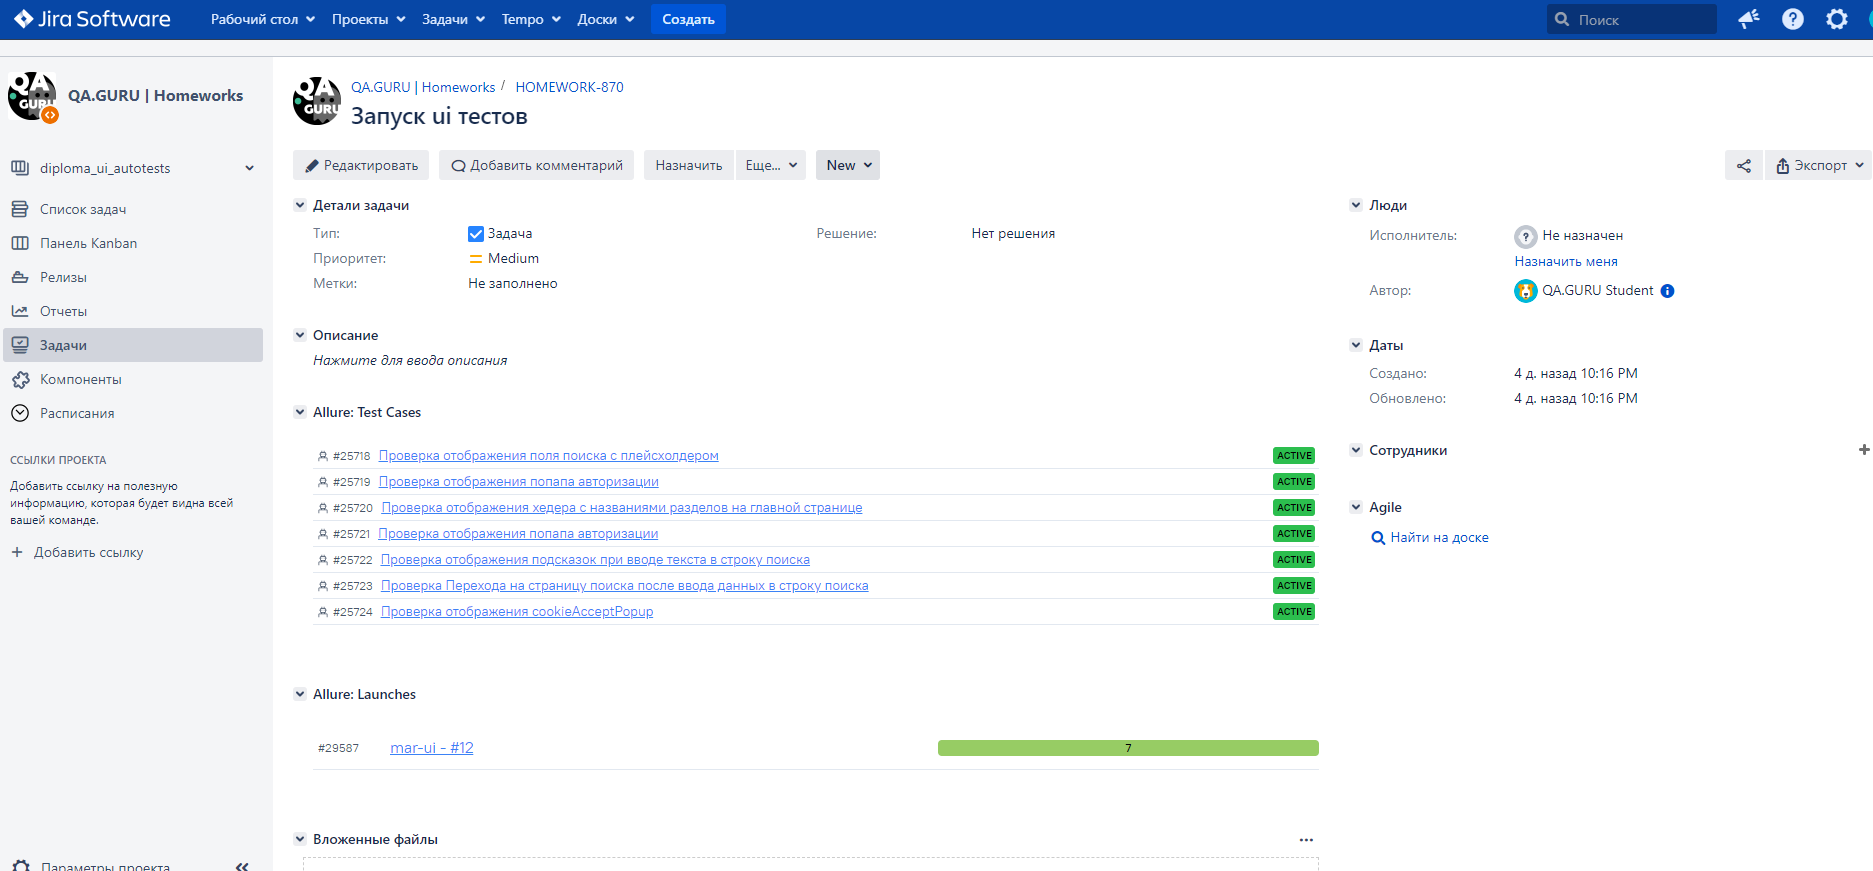 Jira Software
Рабочий стол Проекты Задачи Tempo Доски Создать Поиск
QA GURU
QA.GURU | Homeworks
diploma_ui_autotests
Список задач
Панель Kanban
Релизы
Отчеты
Задачи
Компоненты
Расписания
ССЫЛКИ ПРОЕКТА
Добавить ссылку на полезную
информацию, которая будет видна всей
вашей команде.
+ Добавить ссылку
Параметры проекта
QA GURU
QA.GURU | Homeworks / HOMEWORK-870
Запуск ui тестов
Редактировать Добавить комментарий Назначить Еще... New Экспорт
Детали задачи
Тип: Задача Решение: Нет решения
Приоритет: Medium
Метки: Не заполнено
Описание
Нажмите для ввода описания
Allure: Test Cases
#25718 Проверка отображения поля поиска с плейсхолдером ACTIVE
#25719 Проверка отображения попапа авторизации ACTIVE
#25720 Проверка отображения хедера с названиями разделов на главной странице ACTIVE
#25721 Проверка отображения попапа авторизации ACTIVE
#25722 Проверка отображения подсказок при вводе текста в строку поиска ACTIVE
#25723 Проверка Перехода на страницу поиска после ввода данных в строку поиска ACTIVE
#25724 Проверка отображения cookieAcceptPopup ACTIVE
Allure: Launches
#29587 mar-ui - #12 7
Вложенные файлы
Люди
Исполнитель: Не назначен
Назначить меня
Автор: QA.GURU Student
Даты
Создано: 4 д. назад 10:16 PM
Обновлено: 4 д. назад 10:16 PM
Сотрудники
Agile
Найти на доске